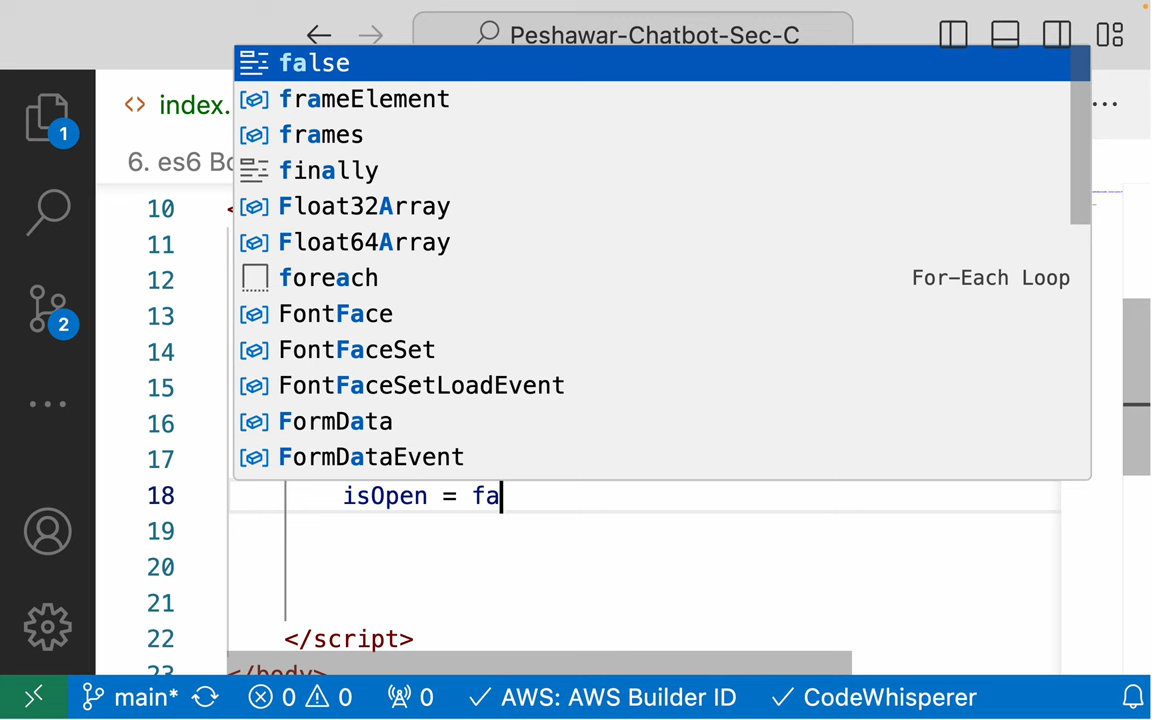 Peshawar-Chatbot-Sec-C
1
<> index.
6. es6 Bo
false
frameElement
frames
finally
Float32Array
Float64Array
foreach For-Each Loop
FontFace
FontFaceSet
FontFaceSetLoadEvent
FormData
FormDataEvent
2
10 <
11
12
13
14
15
16
17
18 isOpen = fa
19
20
21
22 </script>
23 </body>
main* 0 0 0 AWS: AWS Builder ID CodeWhisperer